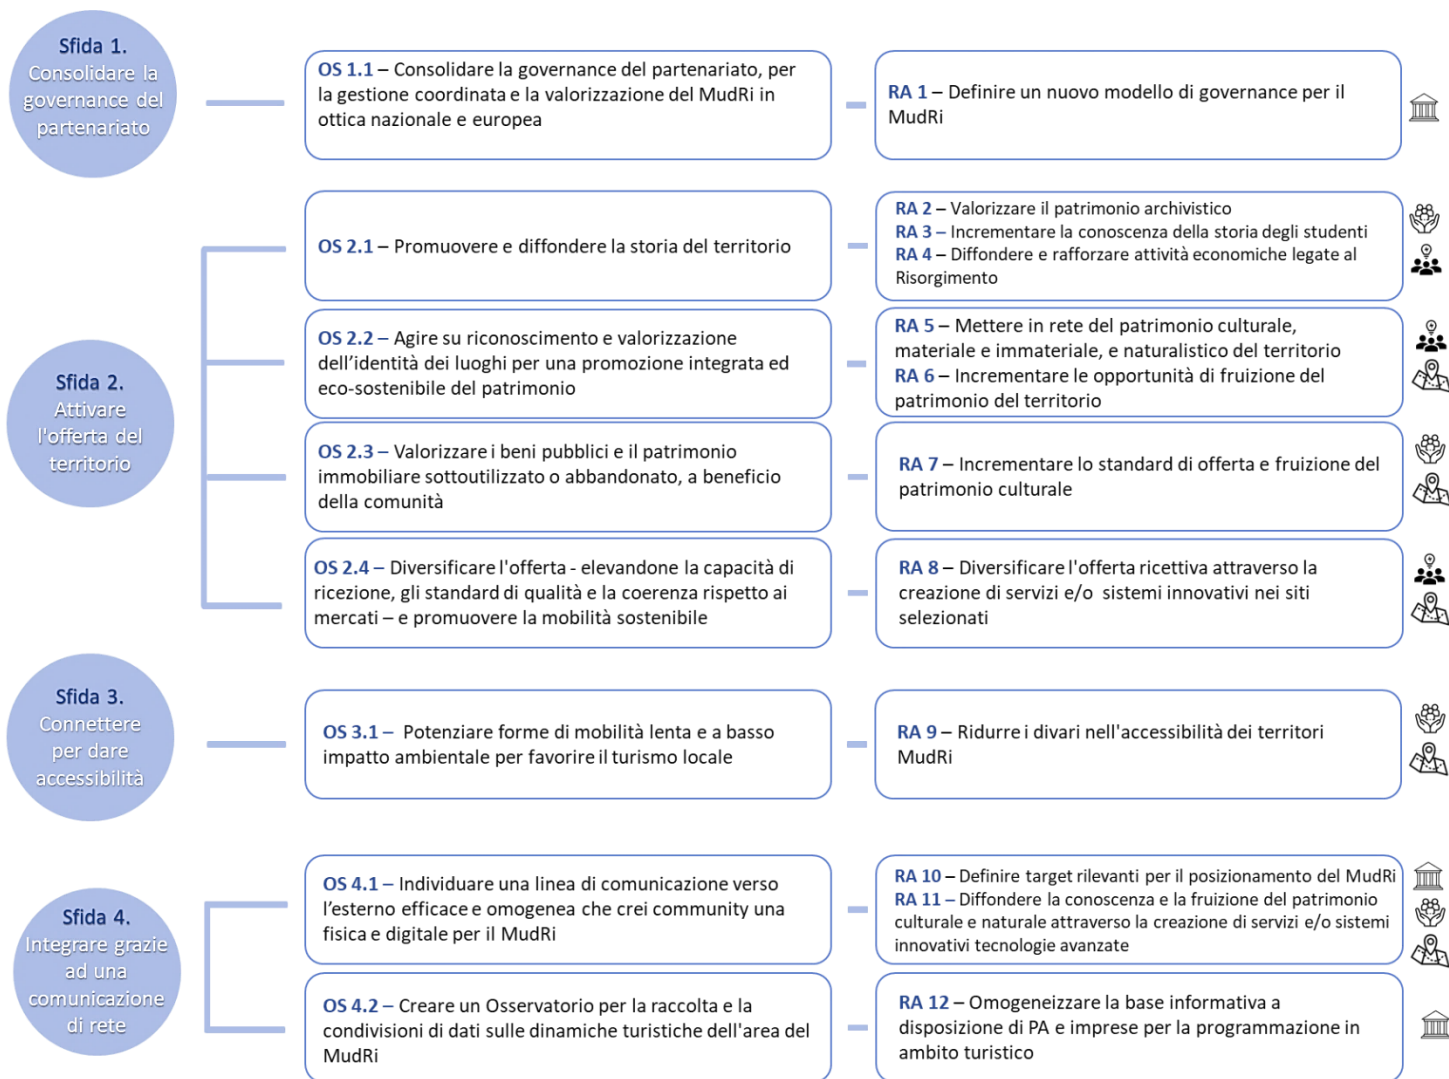 Sfida 1.
Consolidare la
governance del
partenariato
OS 1.1 – Consolidare la governance del partenariato, per
la gestione coordinata e la valorizzazione del MudRi in
ottica nazionale e europea
RA 1 – Definire un nuovo modello di governance per il
MudRi
Sfida 2.
Attivare
l'offerta del
territorio
OS 2.1 – Promuovere e diffondere la storia del territorio
RA 2 – Valorizzare il patrimonio archivistico
RA 3 – Incrementare la conoscenza della storia degli studenti
RA 4 – Diffondere e rafforzare attività economiche legate al
Risorgimento
OS 2.2 – Agire su riconoscimento e valorizzazione
dell’identità dei luoghi per una promozione integrata ed
eco-sostenibile del patrimonio
RA 5 – Mettere in rete del patrimonio culturale,
materiale e immateriale, e naturalistico del territorio
RA 6 – Incrementare le opportunità di fruizione del
patrimonio del territorio
OS 2.3 – Valorizzare i beni pubblici e il patrimonio
immobiliare sottoutilizzato o abbandonato, a beneficio
della comunità
RA 7 – Incrementare lo standard di offerta e fruizione del
patrimonio culturale
OS 2.4 – Diversificare l'offerta - elevandone la capacità di
ricezione, gli standard di qualità e la coerenza rispetto ai
mercati – e promuovere la mobilità sostenibile
RA 8 – Diversificare l'offerta ricettiva attraverso la
creazione di servizi e/o sistemi innovativi nei siti
selezionati
Sfida 3.
Connettere
per dare
accessibilità
OS 3.1 – Potenziare forme di mobilità lenta e a basso
impatto ambientale per favorire il turismo locale
RA 9 – Ridurre i divari nell'accessibilità dei territori
MudRi
Sfida 4.
Integrare grazie
ad una
comunicazione
di rete
OS 4.1 – Individuare una linea di comunicazione verso
l’esterno efficace e omogenea che crei community una
fisica e digitale per il MudRi
RA 10 – Definire target rilevanti per il posizionamento del MudRi
RA 11 – Diffondere la conoscenza e la fruizione del patrimonio
culturale e naturale attraverso la creazione di servizi e/o sistemi
innovativi tecnologie avanzate
OS 4.2 – Creare un Osservatorio per la raccolta e la
condivisioni di dati sulle dinamiche turistiche dell'area del
MudRi
RA 12 – Omogeneizzare la base informativa a
disposizione di PA e imprese per la programmazione in
ambito turistico